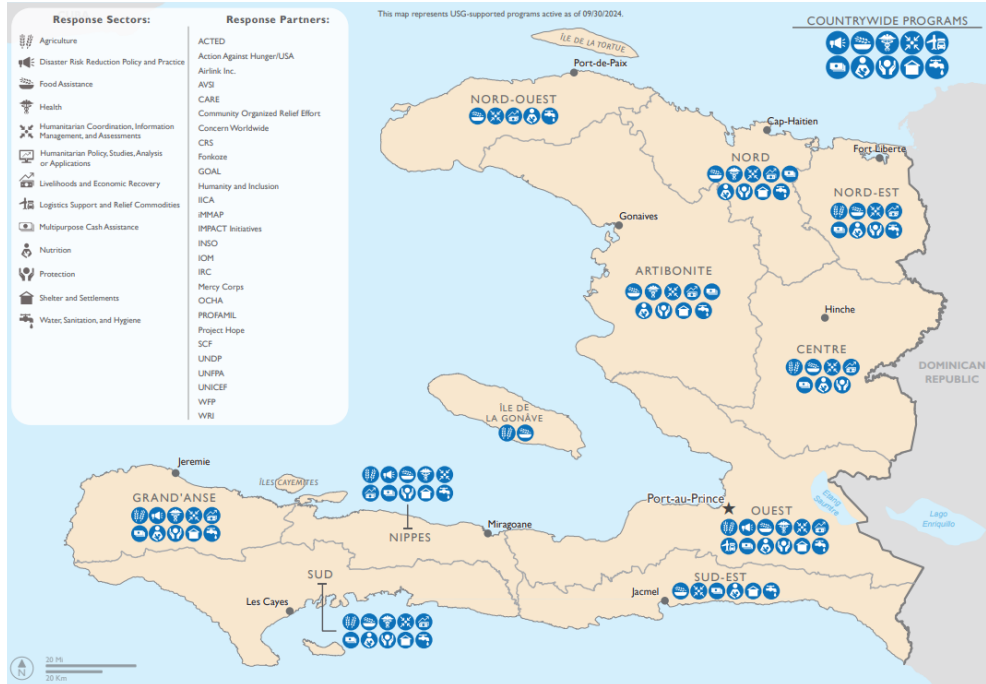 Response Sectors:
Agriculture
Disaster Risk Reduction Policy and Practice
Food Assistance
Health
Humanitarian Coordination, Information
Management, and Assessments
Humanitarian Policy, Studies, Analysis
or Applications
Livelihoods and Economic Recovery
Logistics Support and Relief Commodities
Multipurpose Cash Assistance
Nutrition
Protection
Shelter and Settlements
Water, Sanitation, and Hygiene
Response Partners:
ACTED
Action Against Hunger/USA
Airlink Inc.
AVSI
CARE
Community Organized Relief Effort
Concern Worldwide
CRS
Fonkoze
GOAL
Humanity and Inclusion
IICA
iMMAP
IMPACT Initiatives
INSO
IOM
IRC
Mercy Corps
OCHA
PROFAMIL
Project Hope
SCF
UNDP
UNFPA
UNICEF
WFP
WRJ
This map represents USG-supported programs active as of 09/30/2024.
COUNTRYWIDE PROGRAMS
ÎLE DE LA TORTUE
Port-de-Paix
NORD-OUEST
Cap-Haitien
NORD
Fort Liberte
NORD-EST
Gonaives
ARTIBONITE
Hinche
CENTRE
DOMINICAN
REPUBLIC
ÎLE DE
LA GONÂVE
Jeremie
ÎLES CAYEMITES
GRAND'ANSE
NIPPES
Miragoane
Port-au-Prince
OUEST
Etang
Saumtre
Lago
Enriquillo
SUD
Les Cayes
SUD-EST
Jacmel
N
20 Mi
20 Km